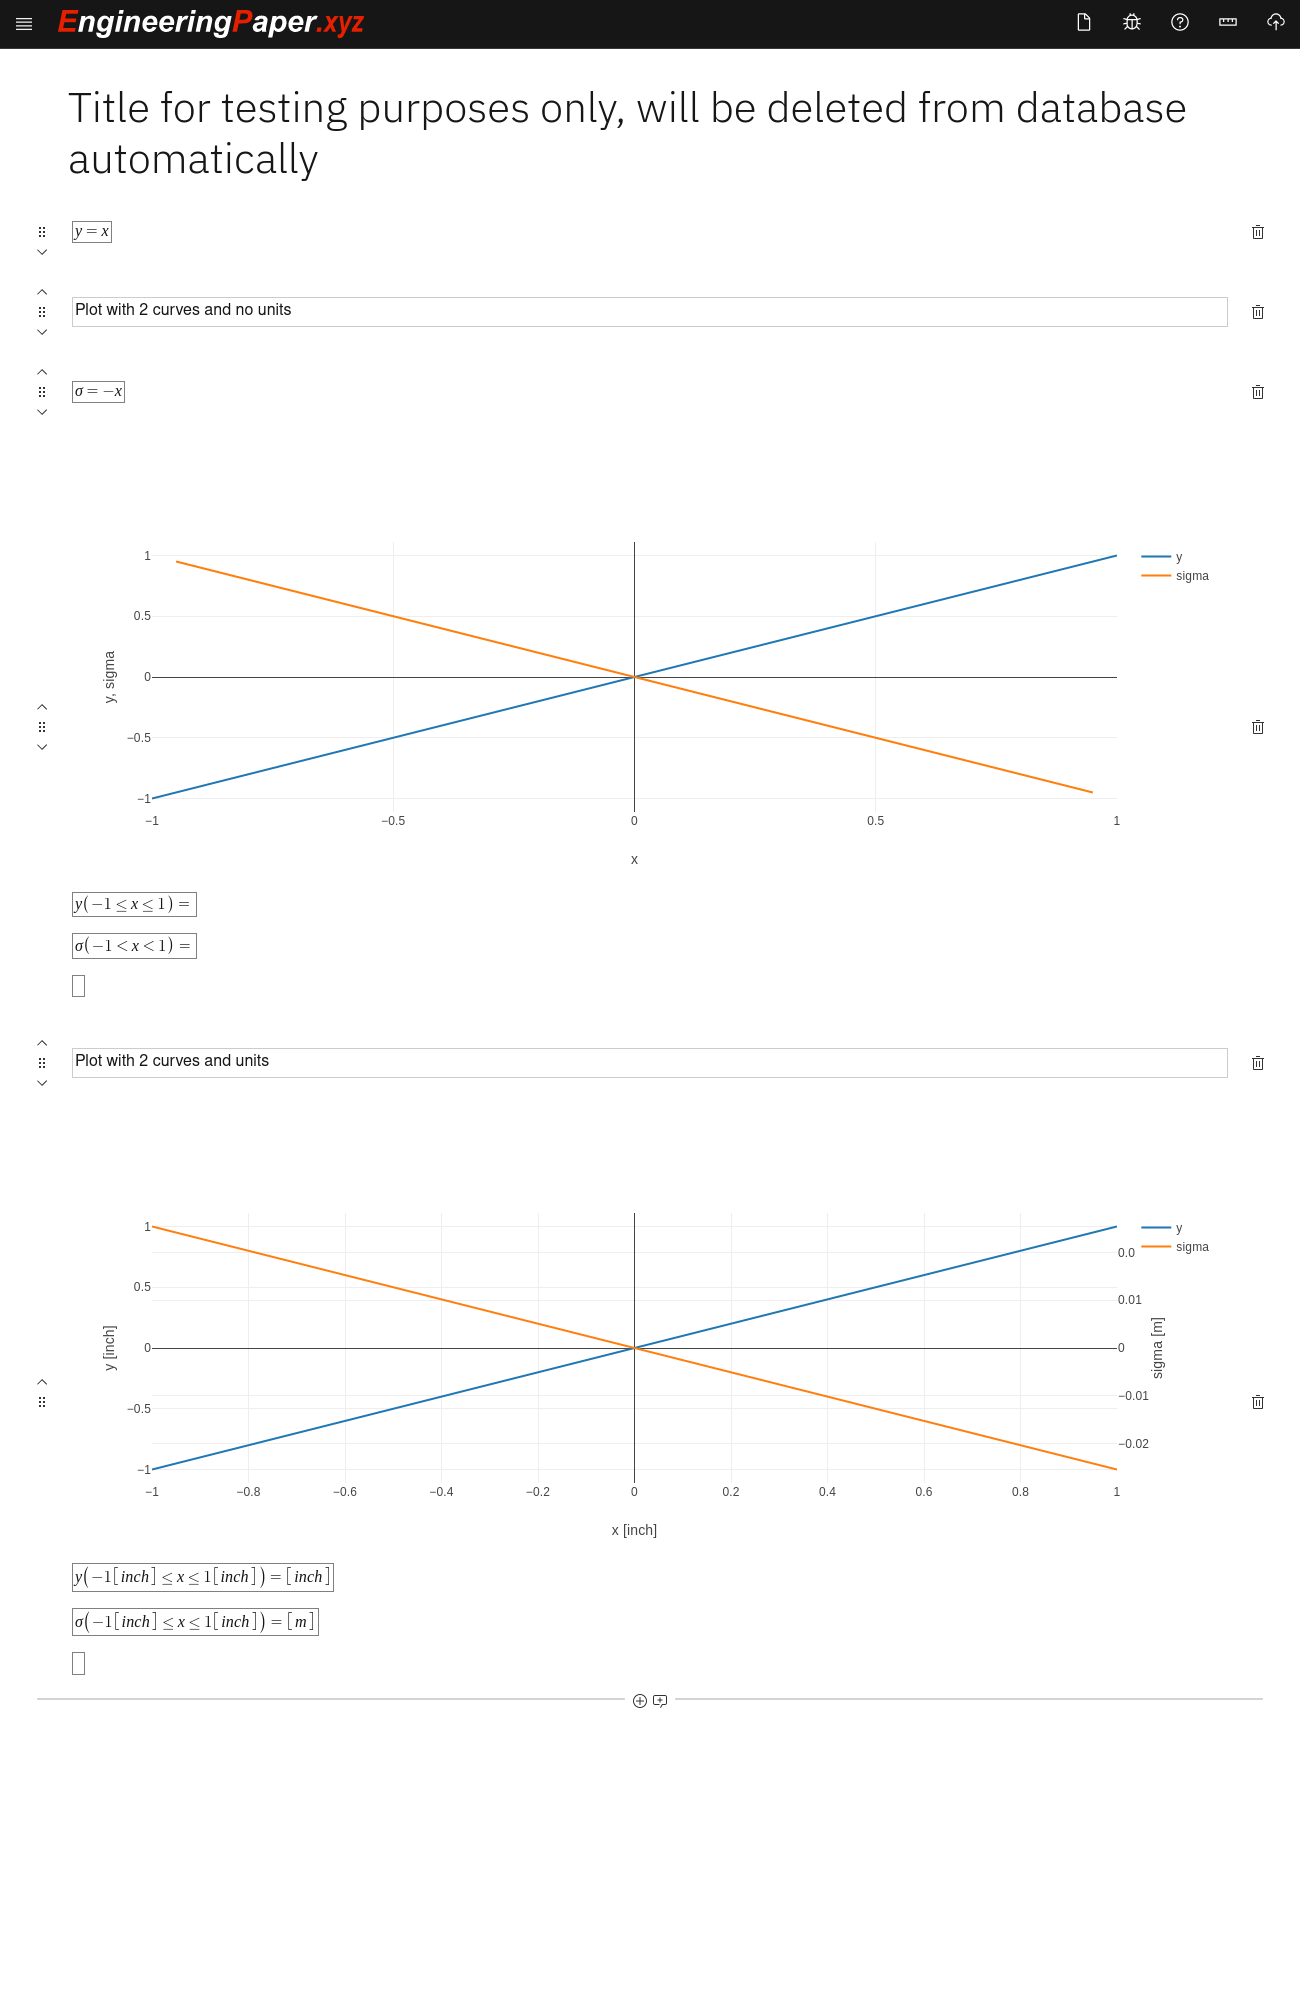 EngineeringPaper.xyz
Title for testing purposes only, will be deleted from database
automatically
y = x
Plot with 2 curves and no units
σ = −x
1
0.5
0
−0.5
−1
y, sigma
−1 −0.5 0 0.5 1
x
y
sigma
y(−1 ≤ x ≤ 1) =
σ(−1 < x < 1) =
Plot with 2 curves and units
1
0.5
0
−0.5
−1
y [inch]
−1 −0.8 −0.6 −0.4 −0.2 0 0.2 0.4 0.6 0.8 1
x [inch]
0.0
0.01
0
−0.01
−0.02
sigma [m]
y
sigma
y(−1[inch] ≤ x ≤ 1[inch]) = [inch]
σ(−1[inch] ≤ x ≤ 1[inch]) = [m]